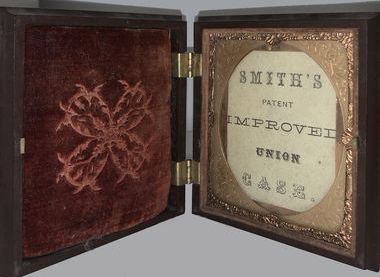 SMITH'S
PATENT
IMPROVED
UNION
CASE.